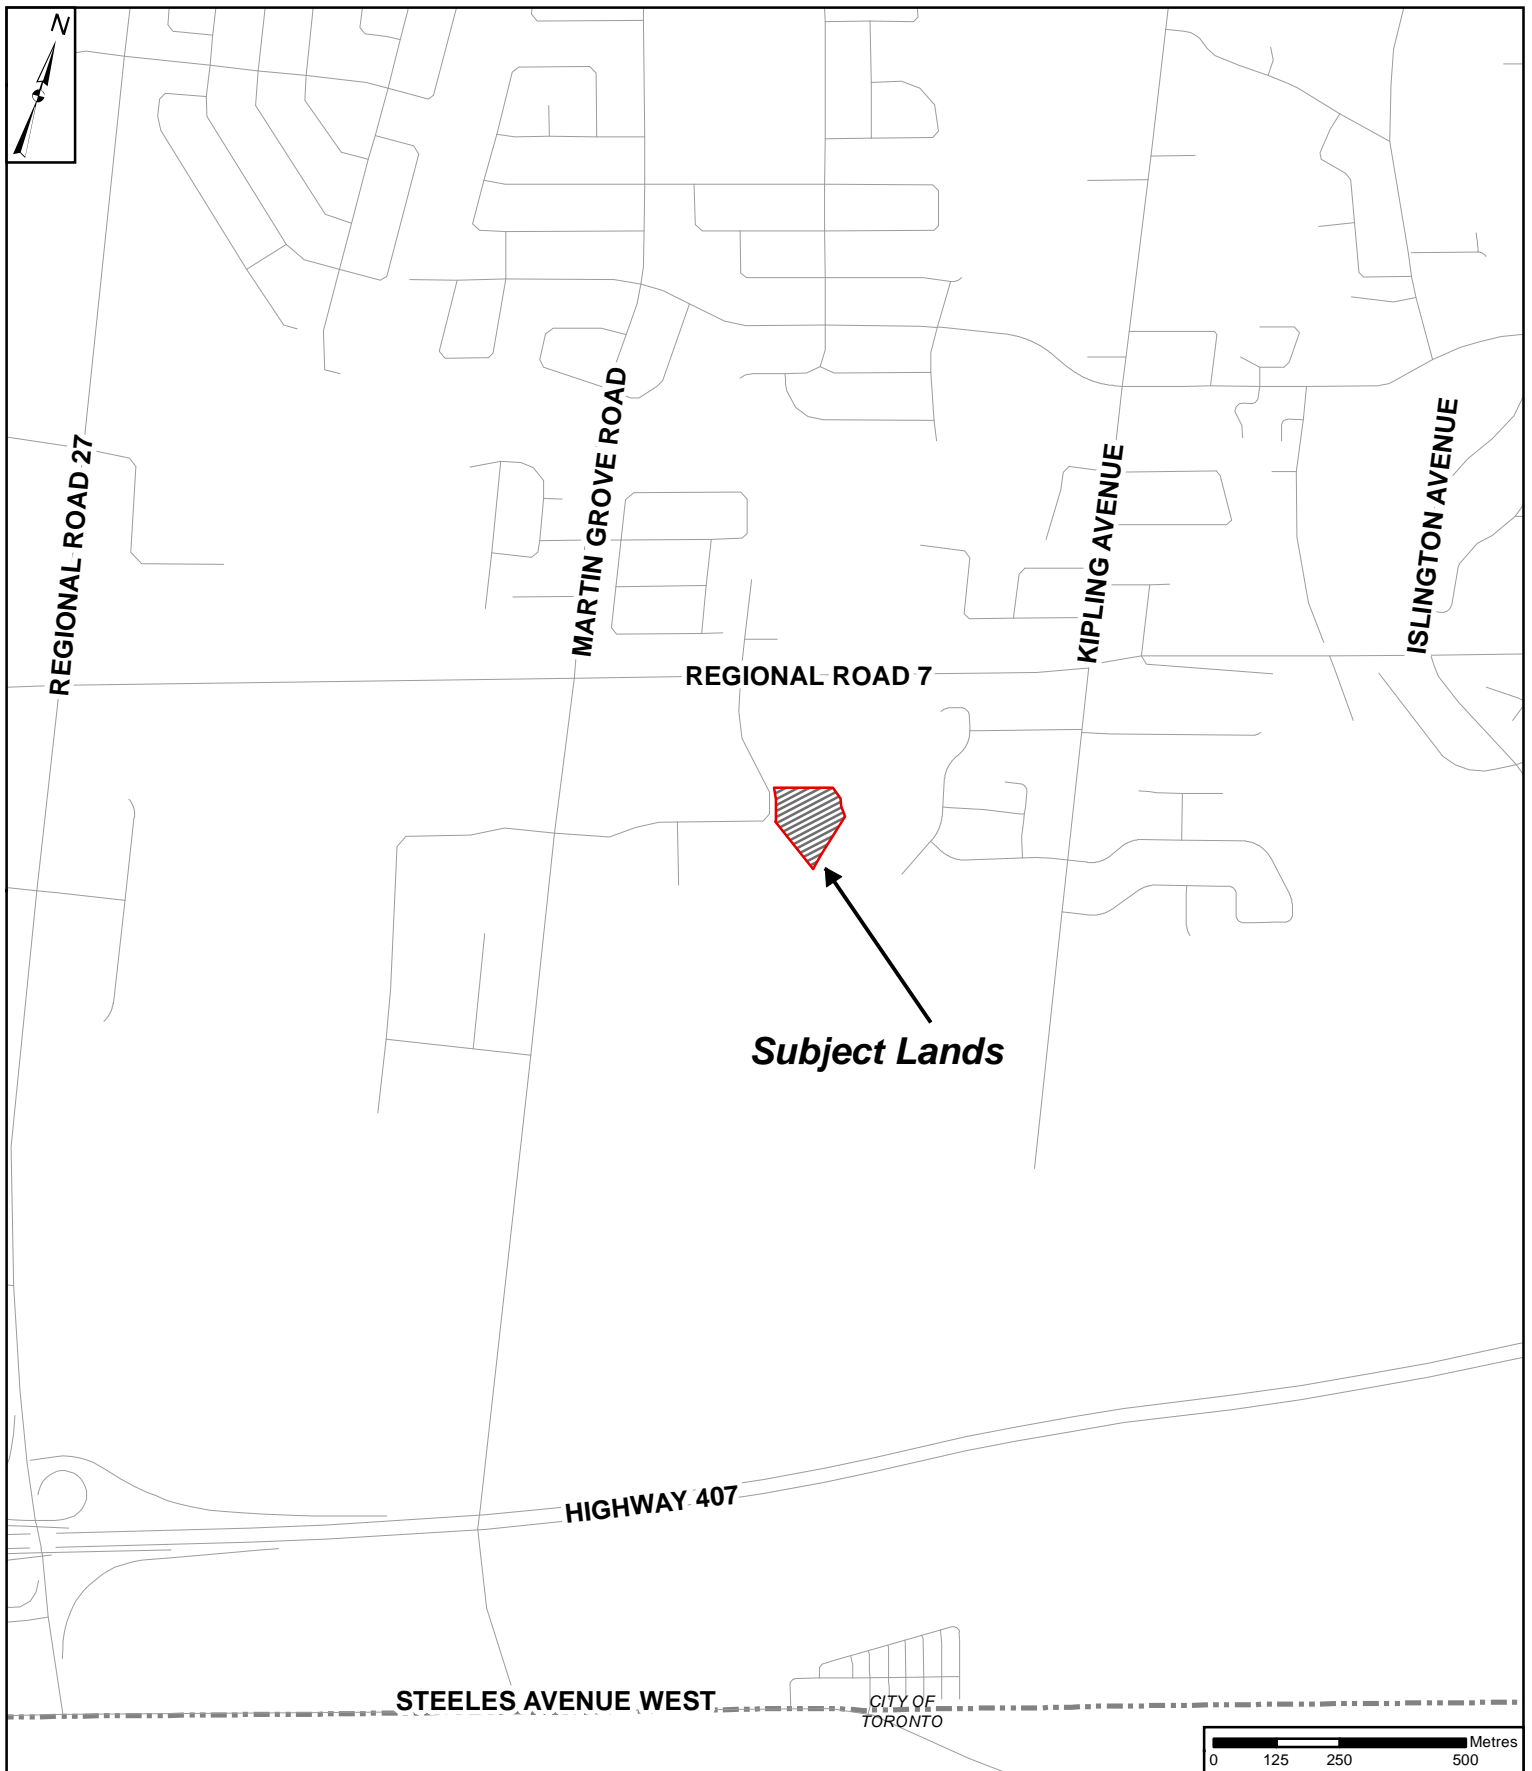 N
REGIONAL ROAD 27
MARTIN GROVE ROAD
KIPLING AVENUE
ISLINGTON AVENUE
REGIONAL ROAD 7
Subject Lands
HIGHWAY 407
STEELES AVENUE WEST
CITY OF
TORONTO
Metres
0 125 250 500